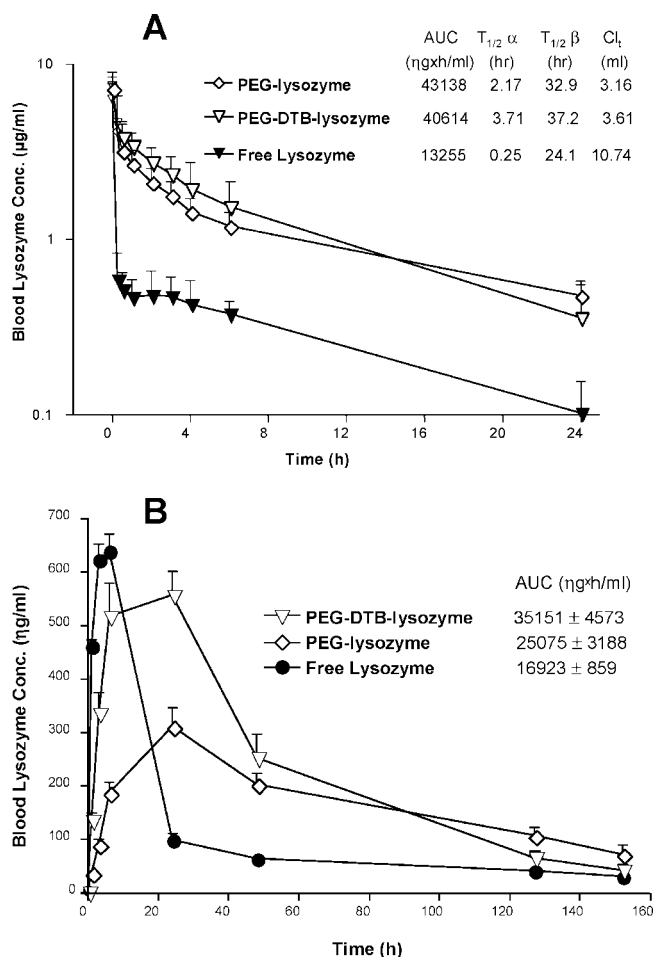 A
AUC T1/2 α T1/2 β Clt
(ηgxh/ml) (hr) (hr) (ml)
PEG-lysozyme 43138 2.17 32.9 3.16
PEG-DTB-lysozyme 40614 3.71 37.2 3.61
Free Lysozyme 13255 0.25 24.1 10.74
Blood Lysozyme Conc. (µg/ml)
10
1
0.1
0 4 8 12 16 20 24
Time (h)
B
AUC (ηgxh/ml)
PEG-DTB-lysozyme 35151 ± 4573
PEG-lysozyme 25075 ± 3188
Free Lysozyme 16923 ± 859
Blood Lysozyme Conc. (ηg/ml)
700
600
500
400
300
200
100
0
0 20 40 60 80 100 120 140 160
Time (h)